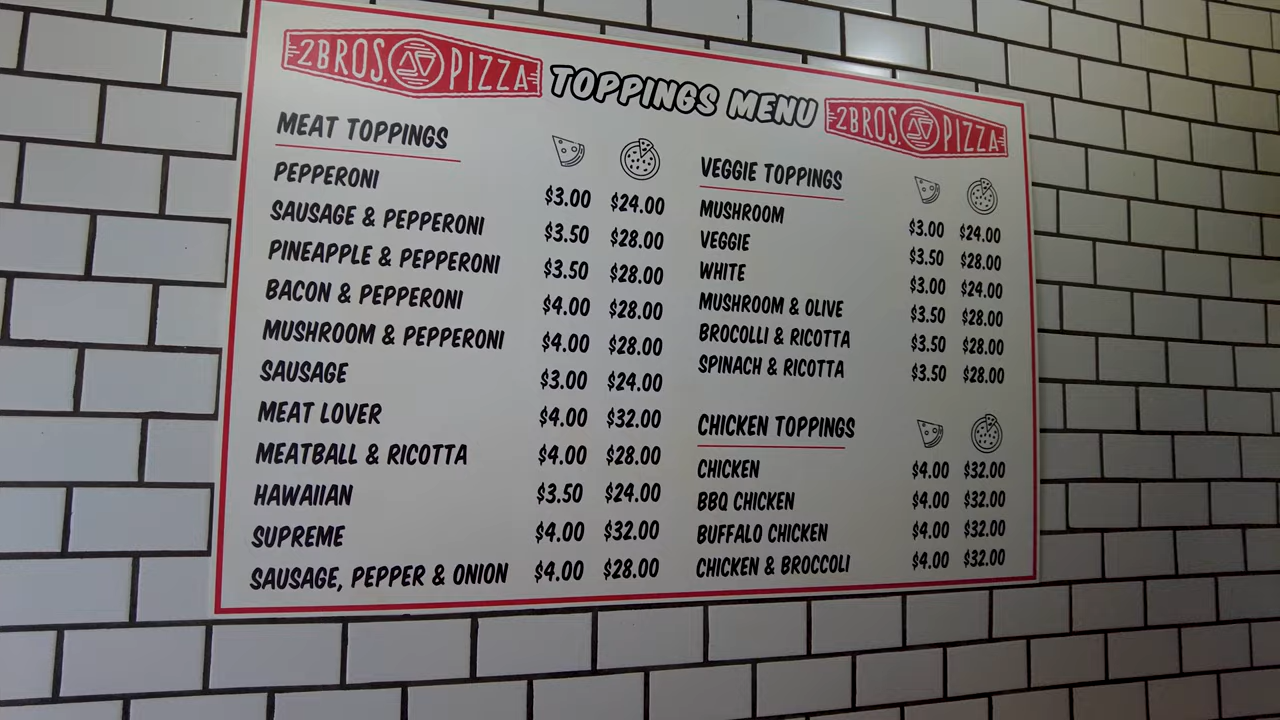 2BROS. PIZZA
TOPPINGS MENU
2BROS. PIZZA
MEAT TOPPINGS
PEPPERONI $3.00 $24.00
SAUSAGE & PEPPERONI $3.50 $28.00
PINEAPPLE & PEPPERONI $3.50 $28.00
BACON & PEPPERONI $4.00 $28.00
MUSHROOM & PEPPERONI $4.00 $28.00
SAUSAGE $3.00 $24.00
MEAT LOVER $4.00 $32.00
MEATBALL & RICOTTA $4.00 $28.00
HAWAIIAN $3.50 $24.00
SUPREME $4.00 $32.00
SAUSAGE, PEPPER & ONION $4.00 $28.00
VEGGIE TOPPINGS
MUSHROOM $3.00 $24.00
VEGGIE $3.50 $28.00
WHITE $3.00 $24.00
MUSHROOM & OLIVE $3.50 $28.00
BROCOLLI & RICOTTA $3.50 $28.00
SPINACH & RICOTTA $3.50 $28.00
CHICKEN TOPPINGS
CHICKEN $4.00 $32.00
BBQ CHICKEN $4.00 $32.00
BUFFALO CHICKEN $4.00 $32.00
CHICKEN & BROCCOLI $4.00 $32.00